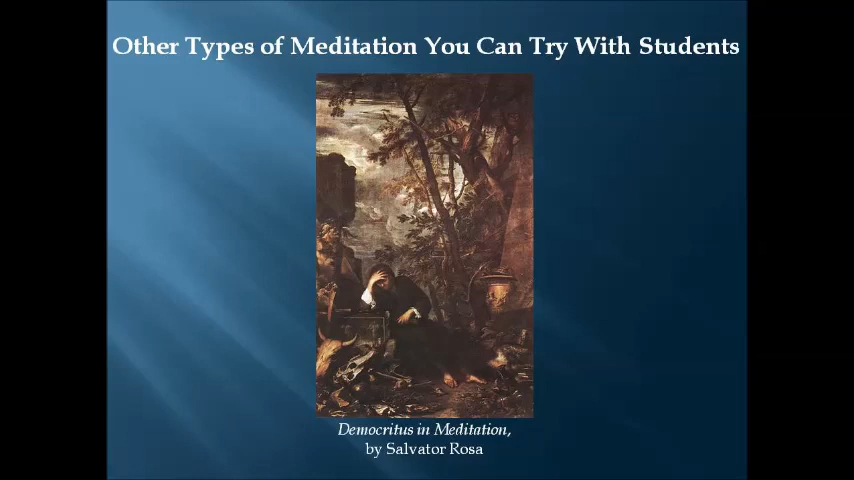 Other Types of Meditation You Can Try With Students
Democritus in Meditation,
by Salvator Rosa